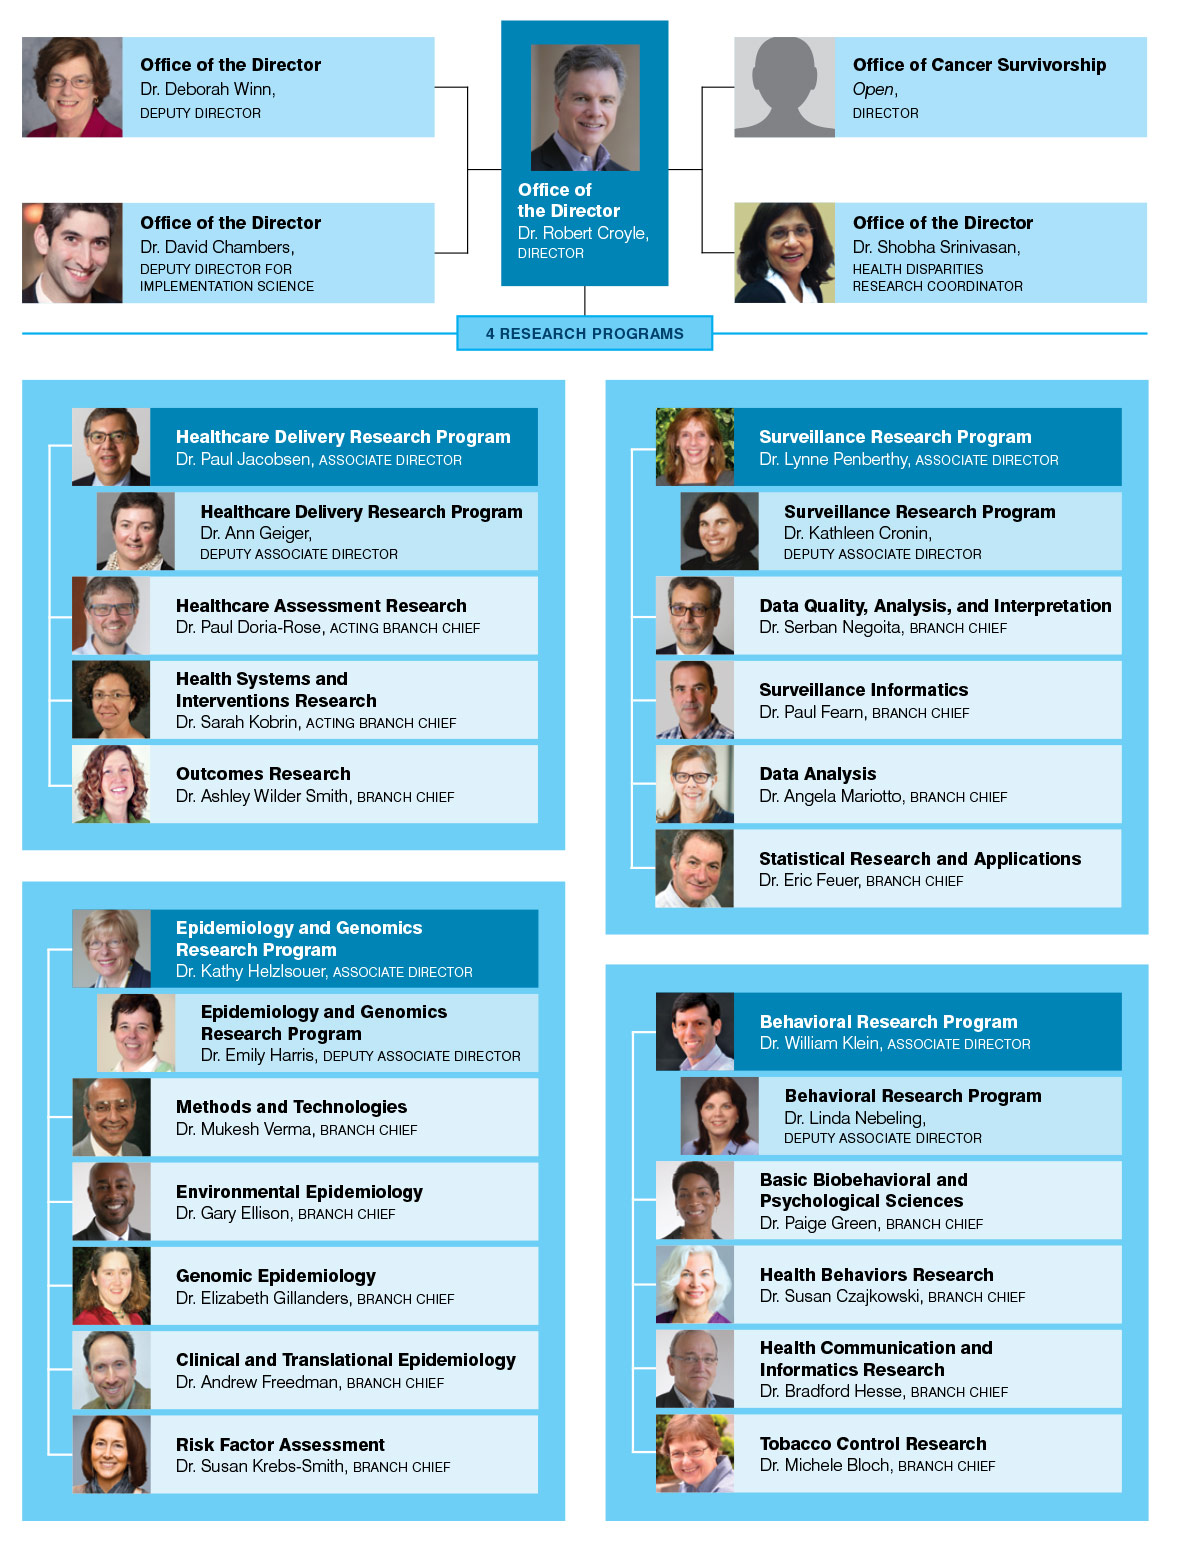 Office of the Director
Dr. Deborah Winn,
DEPUTY DIRECTOR
Office of the Director
Dr. David Chambers,
DEPUTY DIRECTOR FOR
IMPLEMENTATION SCIENCE
Office of
the Director
Dr. Robert Croyle,
DIRECTOR
Office of Cancer Survivorship
Open,
DIRECTOR
Office of the Director
Dr. Shobha Srinivasan,
HEALTH DISPARITIES
RESEARCH COORDINATOR
4 RESEARCH PROGRAMS
Healthcare Delivery Research Program
Dr. Paul Jacobsen, ASSOCIATE DIRECTOR
Healthcare Delivery Research Program
Dr. Ann Geiger,
DEPUTY ASSOCIATE DIRECTOR
Healthcare Assessment Research
Dr. Paul Doria-Rose, ACTING BRANCH CHIEF
Health Systems and
Interventions Research
Dr. Sarah Kobrin, ACTING BRANCH CHIEF
Outcomes Research
Dr. Ashley Wilder Smith, BRANCH CHIEF
Surveillance Research Program
Dr. Lynne Penberthy, ASSOCIATE DIRECTOR
Surveillance Research Program
Dr. Kathleen Cronin,
DEPUTY ASSOCIATE DIRECTOR
Data Quality, Analysis, and Interpretation
Dr. Serban Negoita, BRANCH CHIEF
Surveillance Informatics
Dr. Paul Fearn, BRANCH CHIEF
Data Analysis
Dr. Angela Mariotto, BRANCH CHIEF
Statistical Research and Applications
Dr. Eric Feuer, BRANCH CHIEF
Epidemiology and Genomics
Research Program
Dr. Kathy Helzlsouer, ASSOCIATE DIRECTOR
Epidemiology and Genomics
Research Program
Dr. Emily Harris, DEPUTY ASSOCIATE DIRECTOR
Methods and Technologies
Dr. Mukesh Verma, BRANCH CHIEF
Environmental Epidemiology
Dr. Gary Ellison, BRANCH CHIEF
Genomic Epidemiology
Dr. Elizabeth Gillanders, BRANCH CHIEF
Clinical and Translational Epidemiology
Dr. Andrew Freedman, BRANCH CHIEF
Risk Factor Assessment
Dr. Susan Krebs-Smith, BRANCH CHIEF
Behavioral Research Program
Dr. William Klein, ASSOCIATE DIRECTOR
Behavioral Research Program
Dr. Linda Nebeling,
DEPUTY ASSOCIATE DIRECTOR
Basic Biobehavioral and
Psychological Sciences
Dr. Paige Green, BRANCH CHIEF
Health Behaviors Research
Dr. Susan Czajkowski, BRANCH CHIEF
Health Communication and
Informatics Research
Dr. Bradford Hesse, BRANCH CHIEF
Tobacco Control Research
Dr. Michele Bloch, BRANCH CHIEF